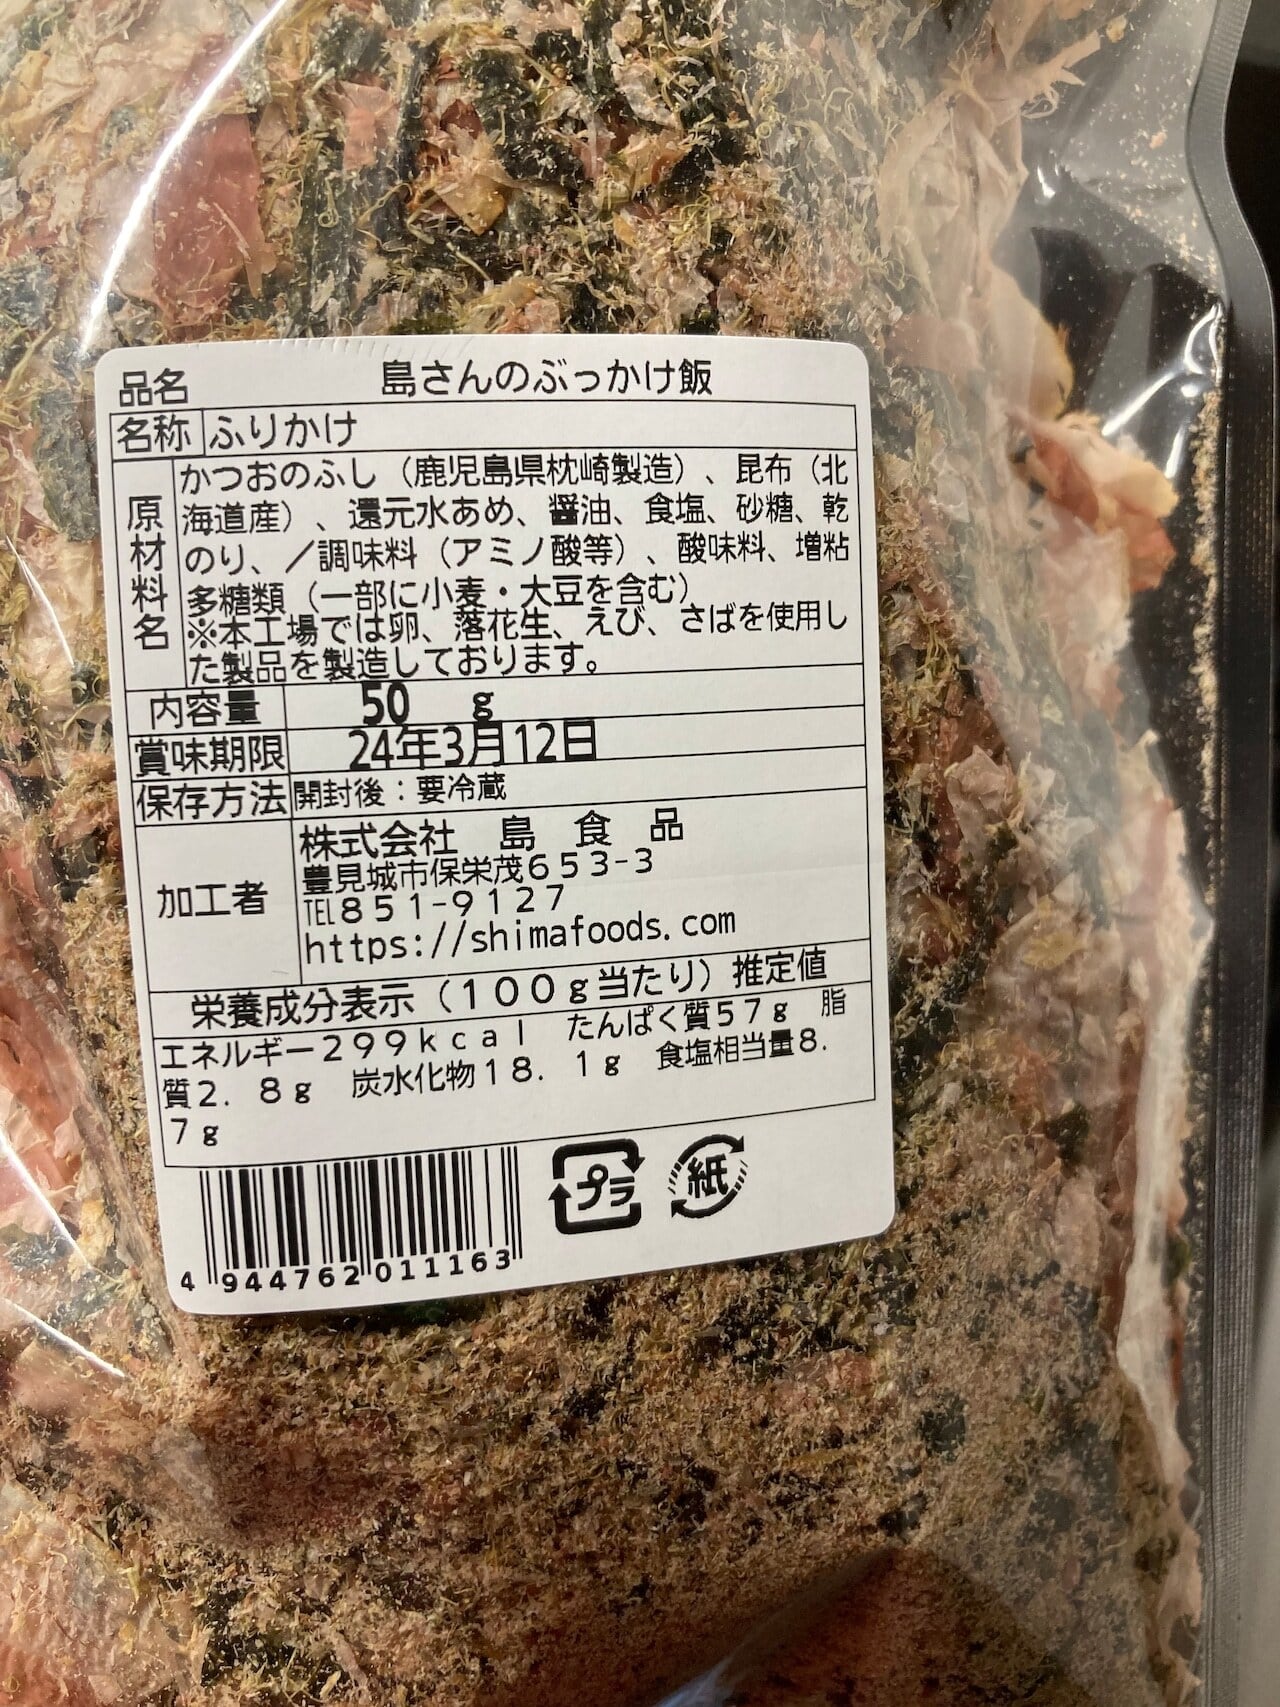 品名 島さんのぶっかけ飯
名称 ふりかけ
原材料名 かつおのふし（鹿児島県枕崎製造）、昆布（北
海道産）、還元水あめ、醤油、食塩、砂糖、乾
のり、／調味料（アミノ酸等）、酸味料、増粘
多糖類（一部に小麦・大豆を含む）
※本工場では卵、落花生、えび、さばを使用し
た製品を製造しております。
内容量 50 g
賞味期限 24年3月12日
保存方法 開封後：要冷蔵
加工者 株式会社 島 食 品
豊見城市保栄茂６５３-３
TEL８５１-９１２７
https://shimafoods.com
栄養成分表示（１００ｇ当たり）推定値
エネルギー２９９ｋｃａｌ たんぱく質５７ｇ 脂
質２．８ｇ 炭水化物１８．１ｇ 食塩相当量８．
７ｇ
プラ 紙
4 944762 011163